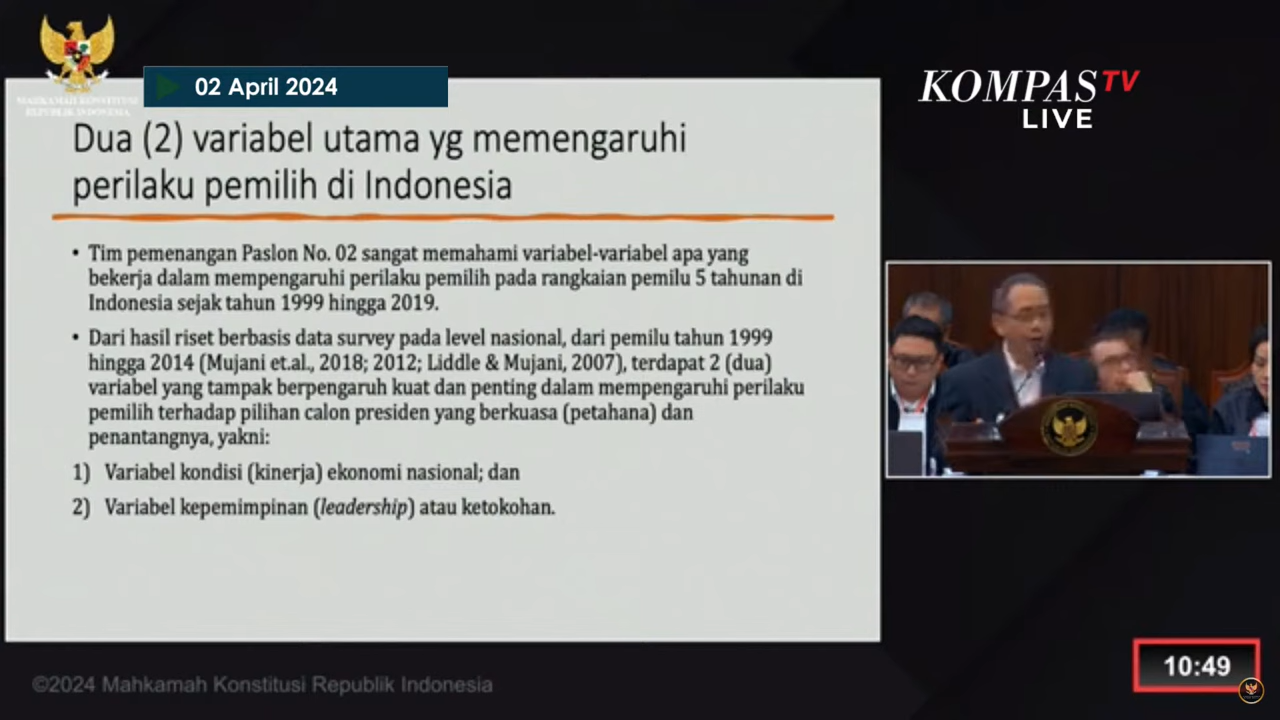 MAHKAMAH KONSTITUSI
REPUBLIK INDONESIA
02 April 2024
KOMPAS TV
LIVE
Dua (2) variabel utama yg memengaruhi
perilaku pemilih di Indonesia
• Tim pemenangan Paslon No. 02 sangat memahami variabel-variabel apa yang
bekerja dalam mempengaruhi perilaku pemilih pada rangkaian pemilu 5 tahunan di
Indonesia sejak tahun 1999 hingga 2019.
• Dari hasil riset berbasis data survey pada level nasional, dari pemilu tahun 1999
hingga 2014 (Mujani et.al., 2018; 2012; Liddle & Mujani, 2007), terdapat 2 (dua)
variabel yang tampak berpengaruh kuat dan penting dalam mempengaruhi perilaku
pemilih terhadap pilihan calon presiden yang berkuasa (petahana) dan
penantangnya, yakni:
1) Variabel kondisi (kinerja) ekonomi nasional; dan
2) Variabel kepemimpinan (leadership) atau ketokohan.
10:49
©2024 Mahkamah Konstitusi Republik Indonesia